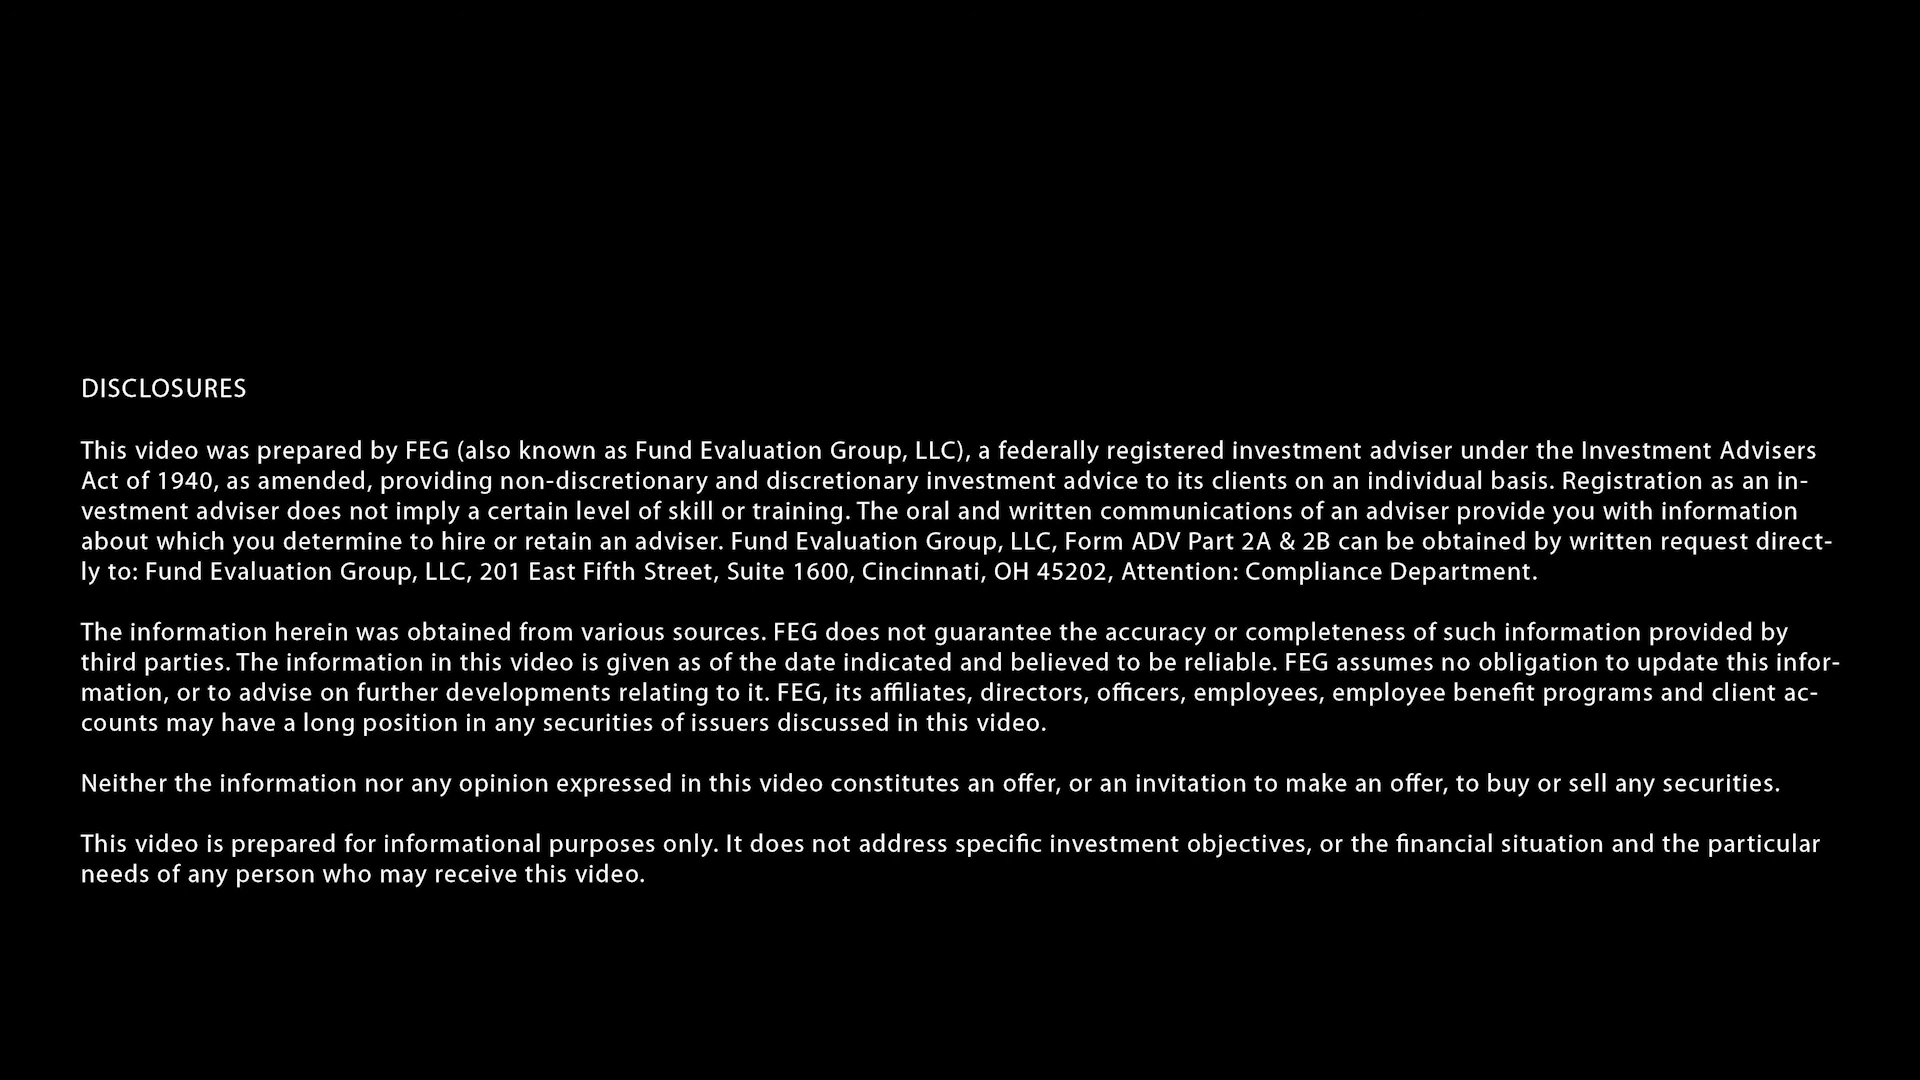 DISCLOSURES
This video was prepared by FEG (also known as Fund Evaluation Group, LLC), a federally registered investment adviser under the Investment Advisers
Act of 1940, as amended, providing non-discretionary and discretionary investment advice to its clients on an individual basis. Registration as an in-
vestment adviser does not imply a certain level of skill or training. The oral and written communications of an adviser provide you with information
about which you determine to hire or retain an adviser. Fund Evaluation Group, LLC, Form ADV Part 2A & 2B can be obtained by written request direct-
ly to: Fund Evaluation Group, LLC, 201 East Fifth Street, Suite 1600, Cincinnati, OH 45202, Attention: Compliance Department.
The information herein was obtained from various sources. FEG does not guarantee the accuracy or completeness of such information provided by
third parties. The information in this video is given as of the date indicated and believed to be reliable. FEG assumes no obligation to update this infor-
mation, or to advise on further developments relating to it. FEG, its affiliates, directors, officers, employees, employee benefit programs and client ac-
counts may have a long position in any securities of issuers discussed in this video.
Neither the information nor any opinion expressed in this video constitutes an offer, or an invitation to make an offer, to buy or sell any securities.
This video is prepared for informational purposes only. It does not address specific investment objectives, or the financial situation and the particular
needs of any person who may receive this video.